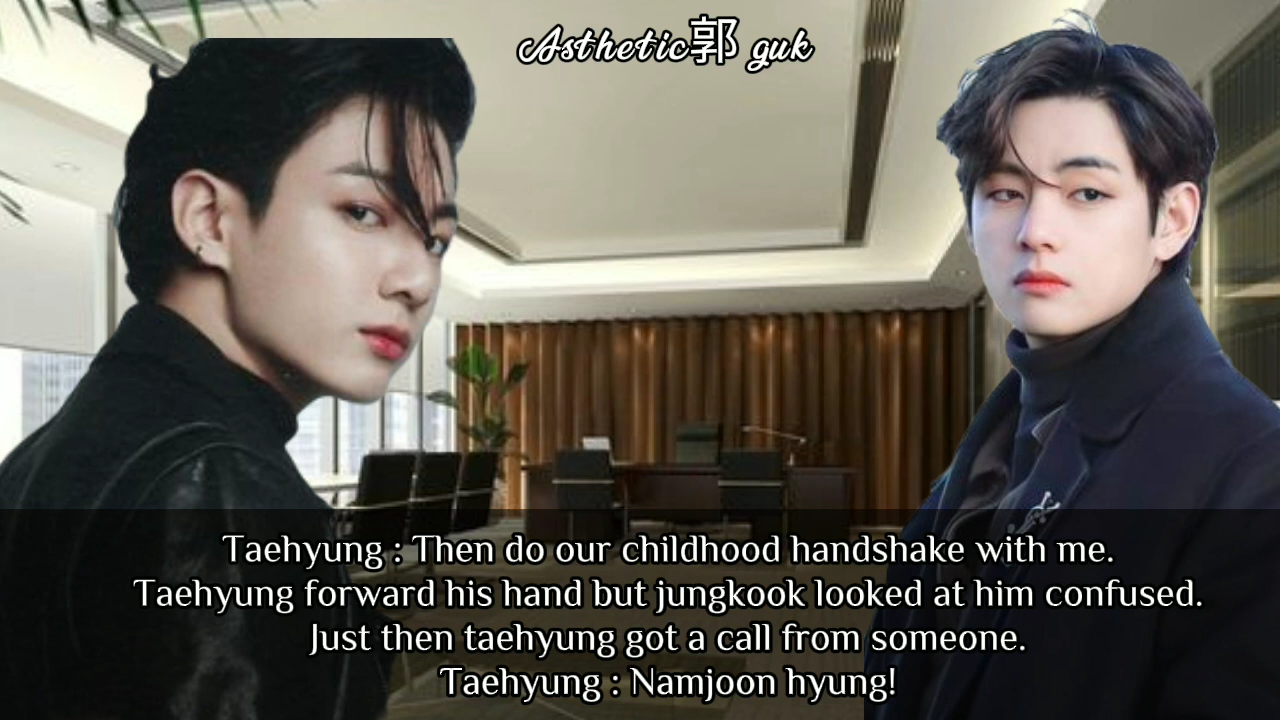 Asthetic郭 guk
Taehyung : Then do our childhood handshake with me.
Taehyung forward his hand but jungkook looked at him confused.
Just then taehyung got a call from someone.
Taehyung : Namjoon hyung!